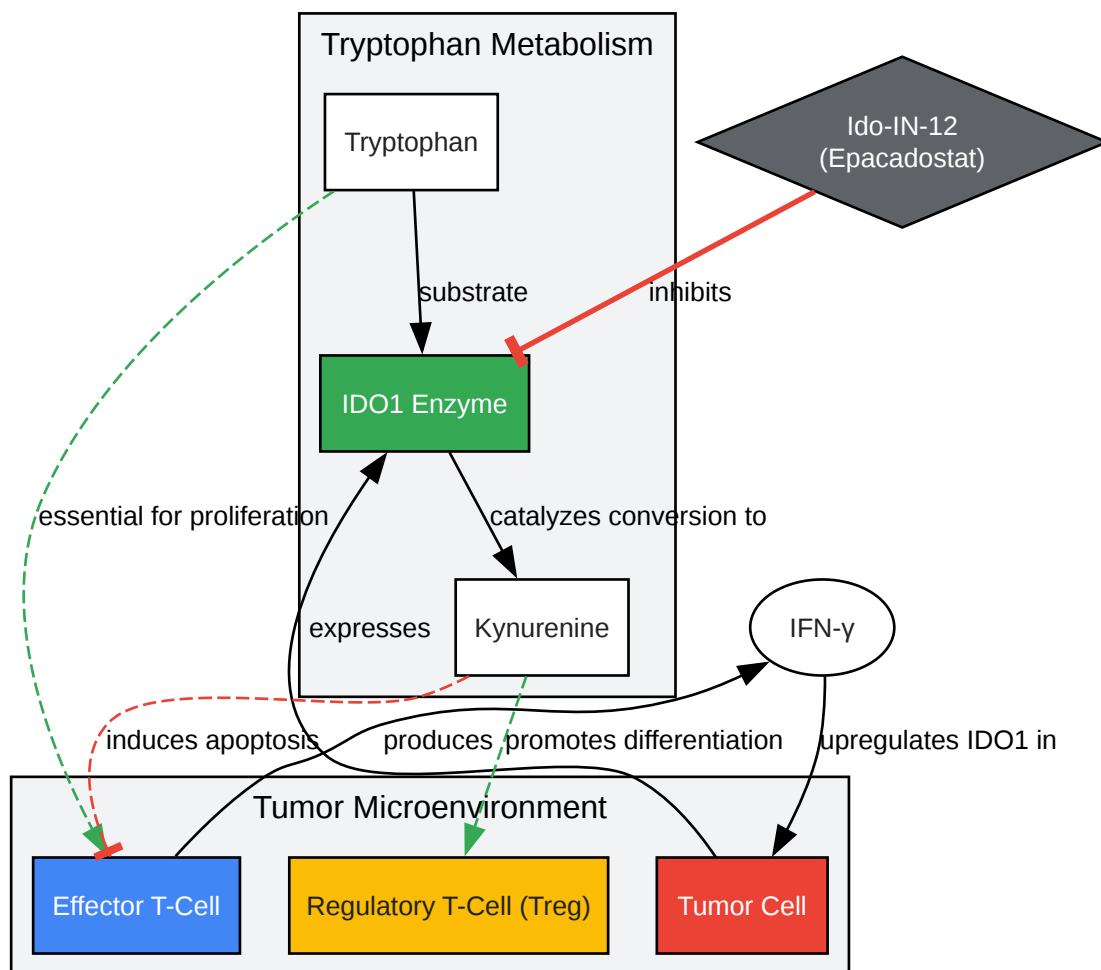 Tryptophan Metabolism
Tryptophan
Ido-IN-12
(Epacadostat)
substrate
inhibits
IDO1 Enzyme
essential for proliferation
catalyzes conversion to
expresses
Kynurenine
IFN-γ
induces apoptosis
produces
promotes differentiation
upregulates IDO1 in
Tumor Microenvironment
Effector T-Cell
Regulatory T-Cell (Treg)
Tumor Cell